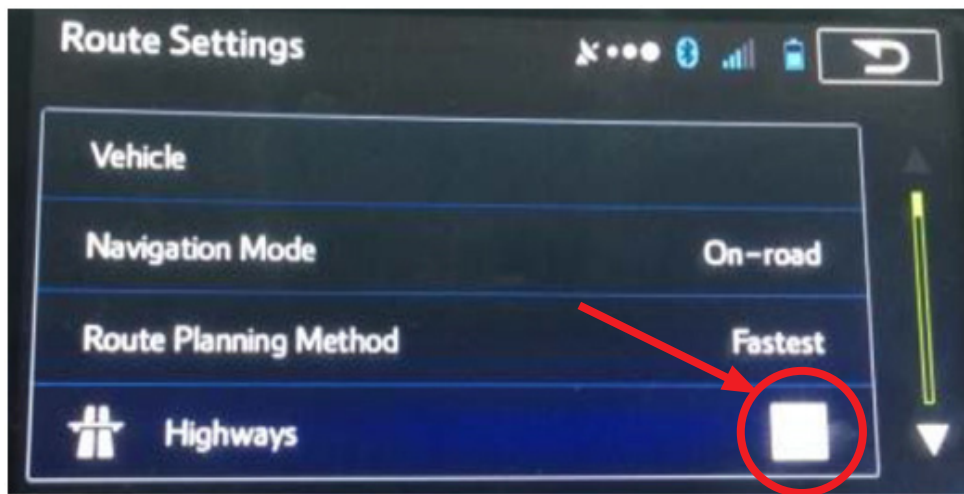 Route Settings
Vehicle
Navigation Mode On-road
Route Planning Method Fastest
Highways